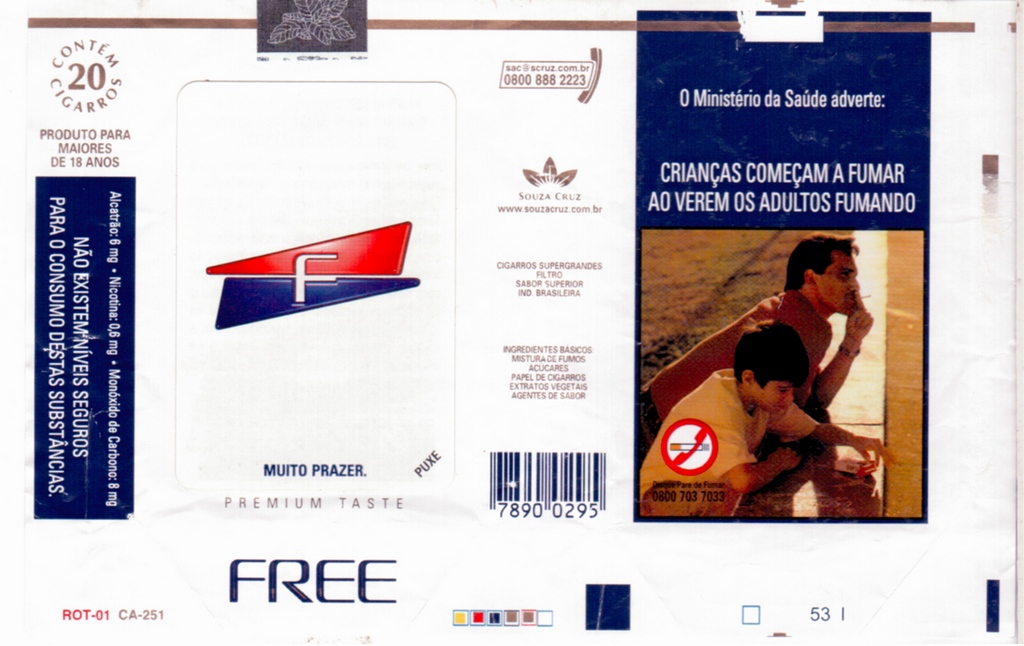 CONTÉM
20
CIGARROS
PRODUTO PARA
MAIORES
DE 18 ANOS
Alcatrão: 6 mg • Nicotina: 0,6 mg • Monóxido de Carbono: 8 mg
NÃO EXISTEM NÍVEIS SEGUROS
PARA O CONSUMO DESTAS SUBSTÂNCIAS.
F
MUITO PRAZER.
PUXE
PREMIUM TASTE
FREE
ROT-01 CA-251
sac@scruz.com.br
0800 888 2223
SOUZA CRUZ
www.souzacruz.com.br
CIGARROS SUPERGRANDES
FILTRO
SABOR SUPERIOR
IND. BRASILEIRA
INGREDIENTES BÁSICOS:
MISTURA DE FUMOS
AÇÚCARES
PAPEL DE CIGARROS
EXTRATOS VEGETAIS
AGENTES DE SABOR
7890 0295
O Ministério da Saúde adverte:
CRIANÇAS COMEÇAM A FUMAR
AO VEREM OS ADULTOS FUMANDO
Disque Pare de Fumar
0800 703 7033
53 I